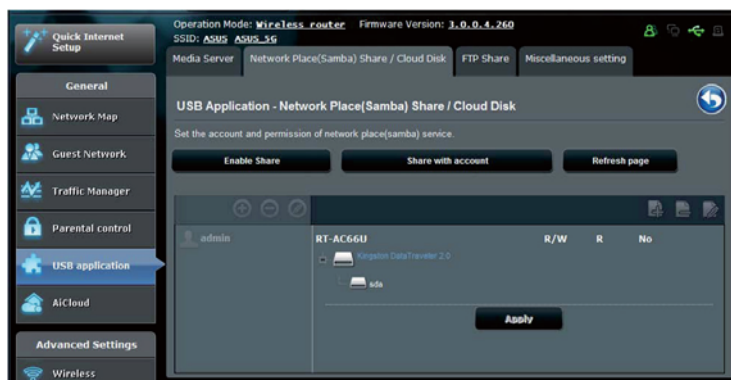 Quick Internet
Setup
Operation Mode: Wireless router Firmware Version: 3.0.0.4.260
SSID: ASUS ASUS_5G
Media Server
Network Place(Samba) Share / Cloud Disk
FTP Share
Miscellaneous setting
General
Network Map
Guest Network
Traffic Manager
Parental control
USB application
AiCloud
Advanced Settings
Wireless
USB Application - Network Place(Samba) Share / Cloud Disk
Set the account and permission of network place(samba) service.
Enable Share
Share with account
Refresh page
admin
RT-AC66U
R/W
R
No
Kingston DataTraveler 2.0
sda
Apply